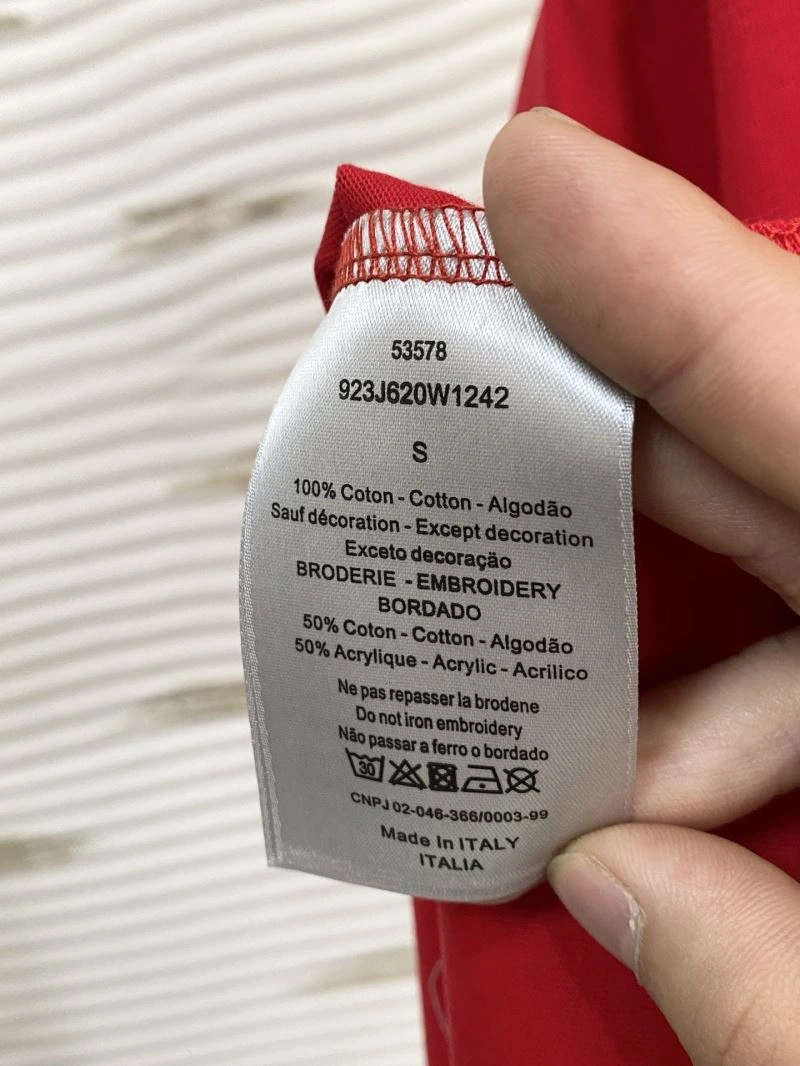 53578
923J620W1242
S
100% Coton - Cotton - Algodão
Sauf décoration - Except decoration
Exceto decoração
BRODERIE - EMBROIDERY
BORDADO
50% Coton - Cotton - Algodão
50% Acrylique - Acrylic - Acrilico
Ne pas repasser la brodene
Do not iron embroidery
Não passar a ferro o bordado
30
CNPJ 02-046-366/0003-99
Made In ITALY
ITALIA